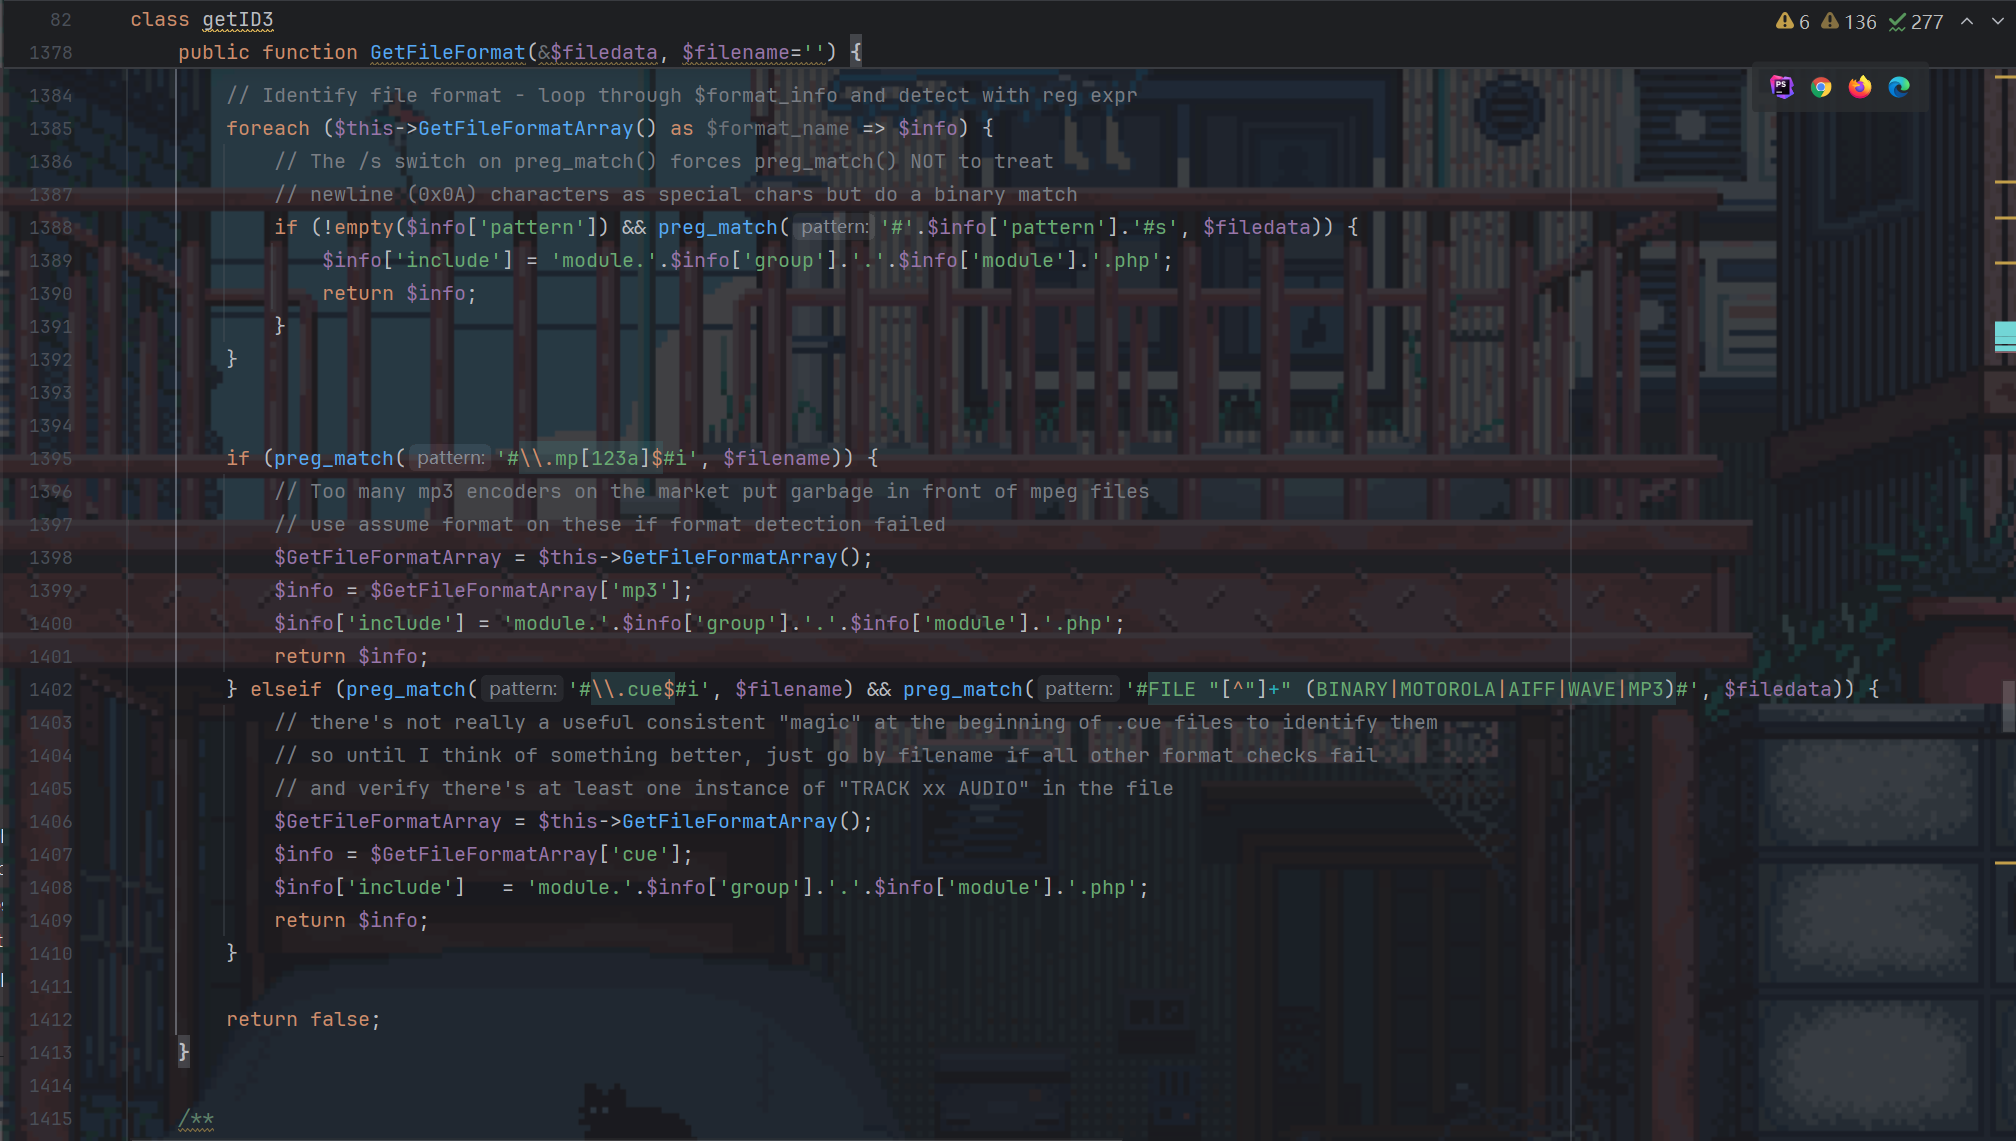 82 class getID3
6 136 277
1378 public function GetFileFormat(&$filedata, $filename='') {
PS
1384 // Identify file format - loop through $format_info and detect with reg expr
1385 foreach ($this->GetFileFormatArray() as $format_name => $info) {
1386 // The /s switch on preg_match() forces preg_match() NOT to treat
1387 // newline (0x0A) characters as special chars but do a binary match
1388 if (!empty($info['pattern']) && preg_match( pattern: '#'.$info['pattern'].'#s', $filedata)) {
1389 $info['include'] = 'module.'.$info['group'].'.'.$info['module'].'.php';
1390 return $info;
1391 }
1392 }
1393
1394
1395 if (preg_match( pattern: '#\\.mp[123a]$#i', $filename)) {
1396 // Too many mp3 encoders on the market put garbage in front of mpeg files
1397 // use assume format on these if format detection failed
1398 $GetFileFormatArray = $this->GetFileFormatArray();
1399 $info = $GetFileFormatArray['mp3'];
1400 $info['include'] = 'module.'.$info['group'].'.'.$info['module'].'.php';
1401 return $info;
1402 } elseif (preg_match( pattern: '#\\.cue$#i', $filename) && preg_match( pattern: '#FILE "[^"]+" (BINARY|MOTOROLA|AIFF|WAVE|MP3)#', $filedata)) {
1403 // there's not really a useful consistent "magic" at the beginning of .cue files to identify them
1404 // so until I think of something better, just go by filename if all other format checks fail
1405 // and verify there's at least one instance of "TRACK xx AUDIO" in the file
1406 $GetFileFormatArray = $this->GetFileFormatArray();
1407 $info = $GetFileFormatArray['cue'];
1408 $info['include']   = 'module.'.$info['group'].'.'.$info['module'].'.php';
1409 return $info;
1410 }
1411
1412 return false;
1413 }
1414
1415 /**